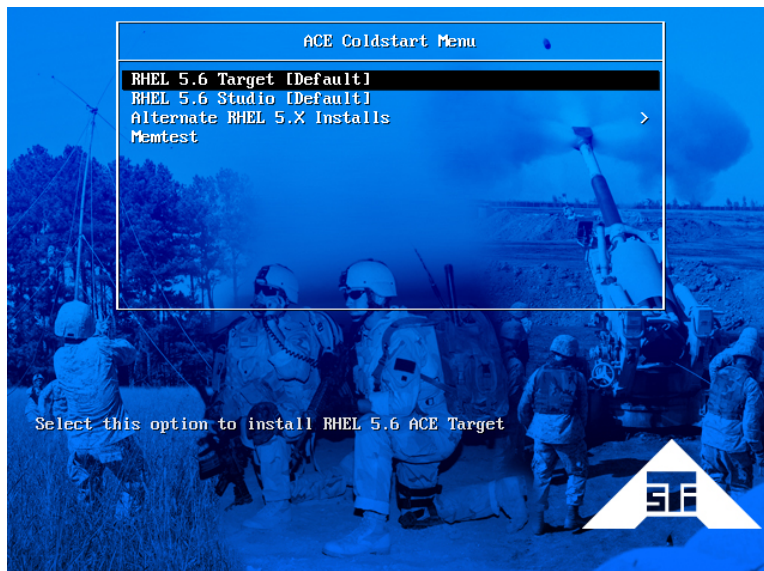 ACE Coldstart Menu
RHEL 5.6 Target [Default]
RHEL 5.6 Studio [Default]
Alternate RHEL 5.X Installs >
Memtest
Select this option to install RHEL 5.6 ACE Target
STi